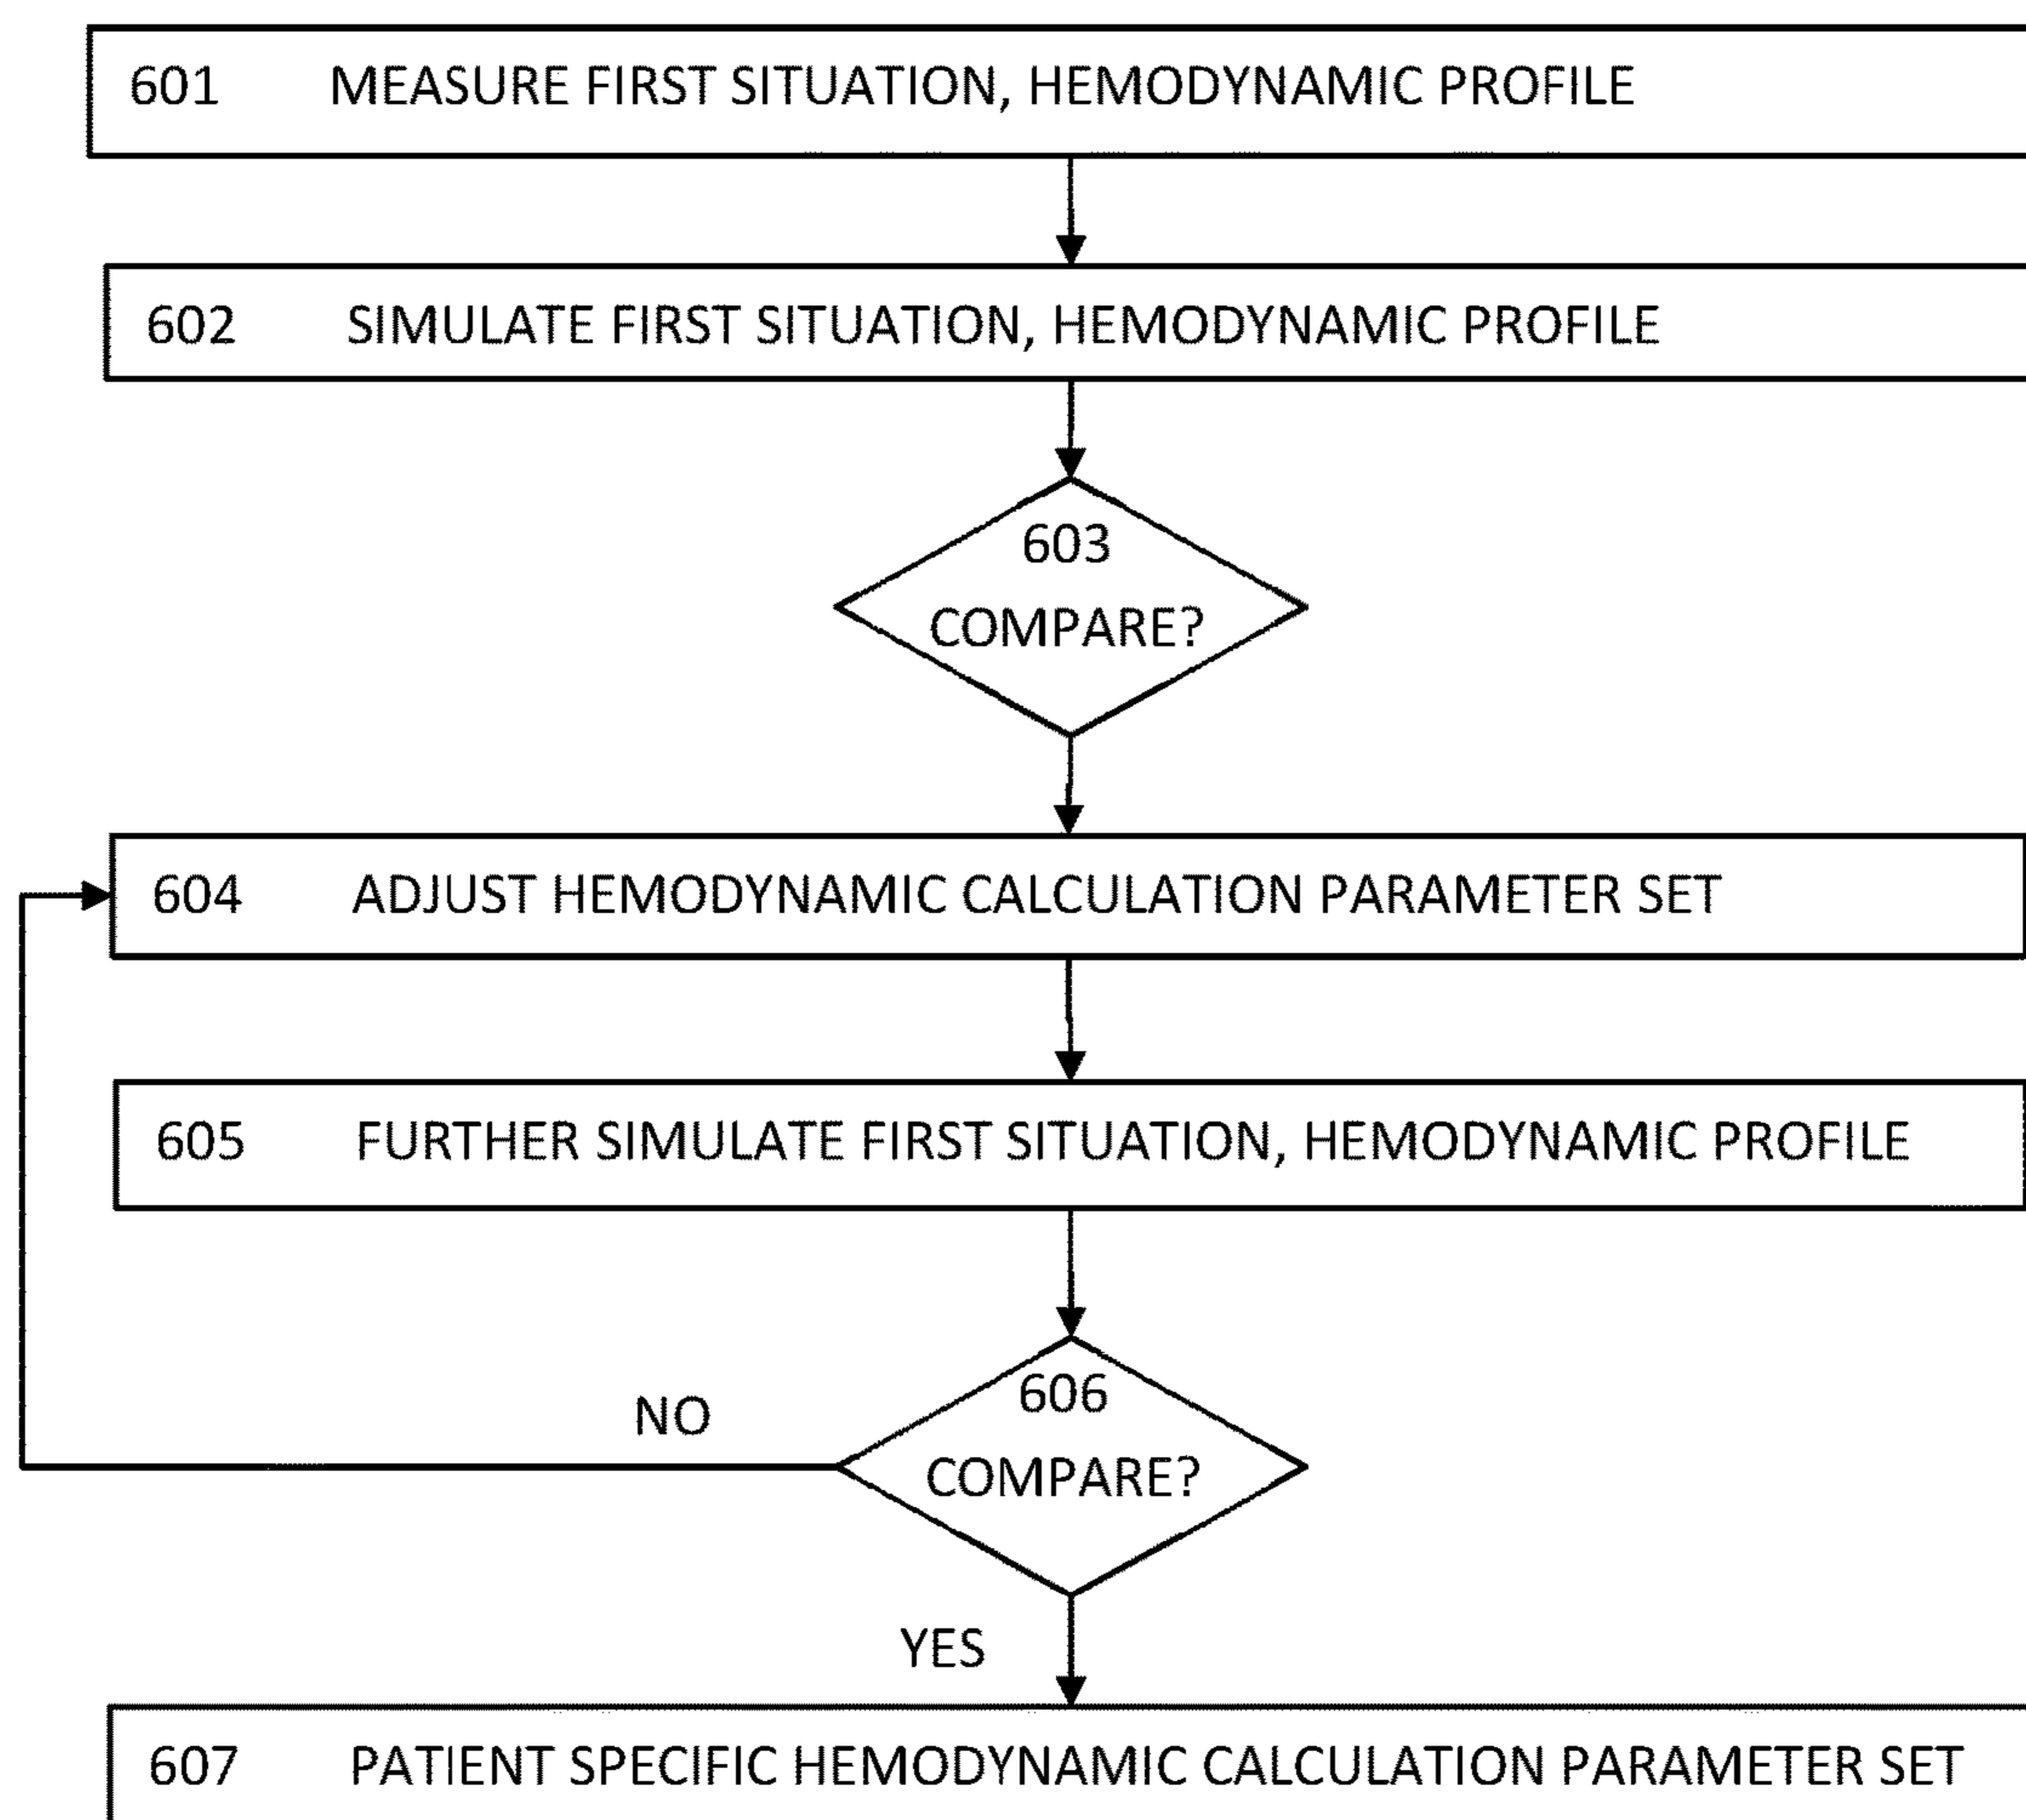 601 MEASURE FIRST SITUATION, HEMODYNAMIC PROFILE
602 SIMULATE FIRST SITUATION, HEMODYNAMIC PROFILE
603
COMPARE?
604 ADJUST HEMODYNAMIC CALCULATION PARAMETER SET
605 FURTHER SIMULATE FIRST SITUATION, HEMODYNAMIC PROFILE
606
NO
COMPARE?
YES
607 PATIENT SPECIFIC HEMODYNAMIC CALCULATION PARAMETER SET